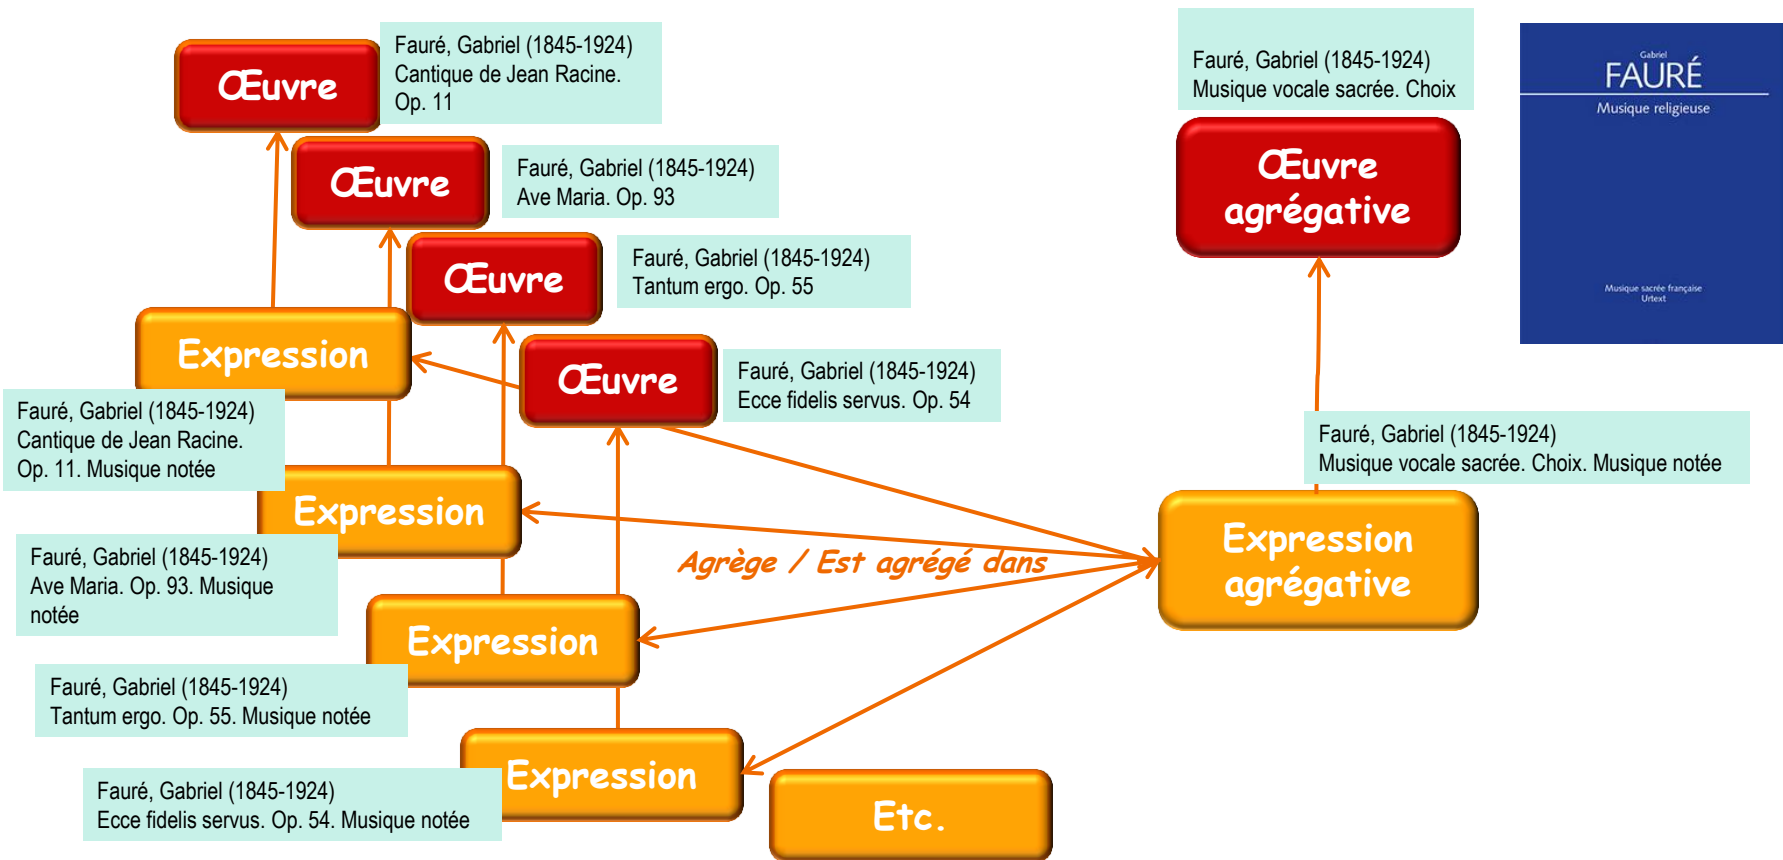 Œuvre
Fauré, Gabriel (1845-1924)
Cantique de Jean Racine.
Op. 11
Œuvre
Fauré, Gabriel (1845-1924)
Ave Maria. Op. 93
Œuvre
Fauré, Gabriel (1845-1924)
Tantum ergo. Op. 55
Œuvre
Fauré, Gabriel (1845-1924)
Ecce fidelis servus. Op. 54
Expression
Fauré, Gabriel (1845-1924)
Cantique de Jean Racine.
Op. 11. Musique notée
Expression
Fauré, Gabriel (1845-1924)
Ave Maria. Op. 93. Musique
notée
Expression
Fauré, Gabriel (1845-1924)
Tantum ergo. Op. 55. Musique notée
Expression
Fauré, Gabriel (1845-1924)
Ecce fidelis servus. Op. 54. Musique notée
Etc.
Agrège / Est agrégé dans
Fauré, Gabriel (1845-1924)
Musique vocale sacrée. Choix
Œuvre
agrégative
Fauré, Gabriel (1845-1924)
Musique vocale sacrée. Choix. Musique notée
Expression
agrégative
Gabriel
FAURÉ
Musique religieuse
Musique sacrée française
Urtext